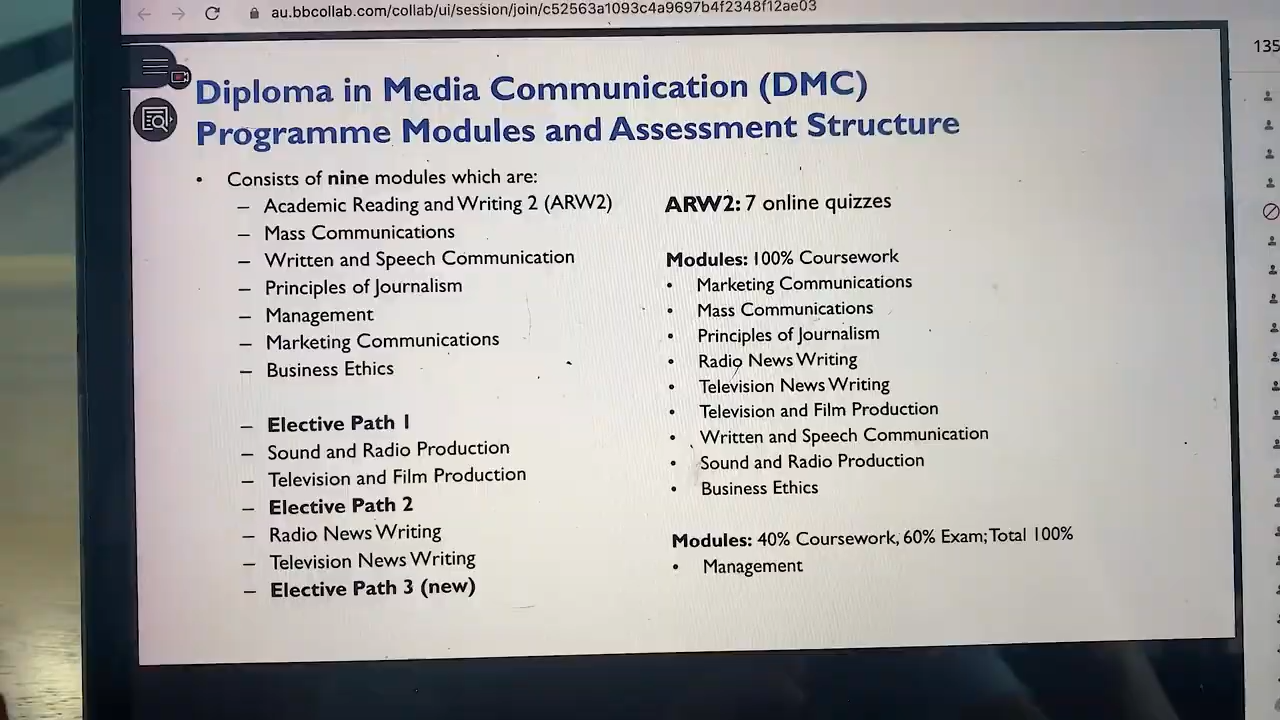 au.bbcollab.com/collab/ui/session/join/c52563a1093c4a9697b4f2348f12ae03
135
Diploma in Media Communication (DMC)
Programme Modules and Assessment Structure
• Consists of nine modules which are:
– Academic Reading and Writing 2 (ARW2)
– Mass Communications
– Written and Speech Communication
– Principles of Journalism
– Management
– Marketing Communications
– Business Ethics
– Elective Path 1
– Sound and Radio Production
– Television and Film Production
– Elective Path 2
– Radio News Writing
– Television News Writing
– Elective Path 3 (new)
ARW2: 7 online quizzes
Modules: 100% Coursework
• Marketing Communications
• Mass Communications
• Principles of Journalism
• Radio News Writing
• Television News Writing
• Television and Film Production
• Written and Speech Communication
• Sound and Radio Production
• Business Ethics
Modules: 40% Coursework, 60% Exam; Total 100%
• Management